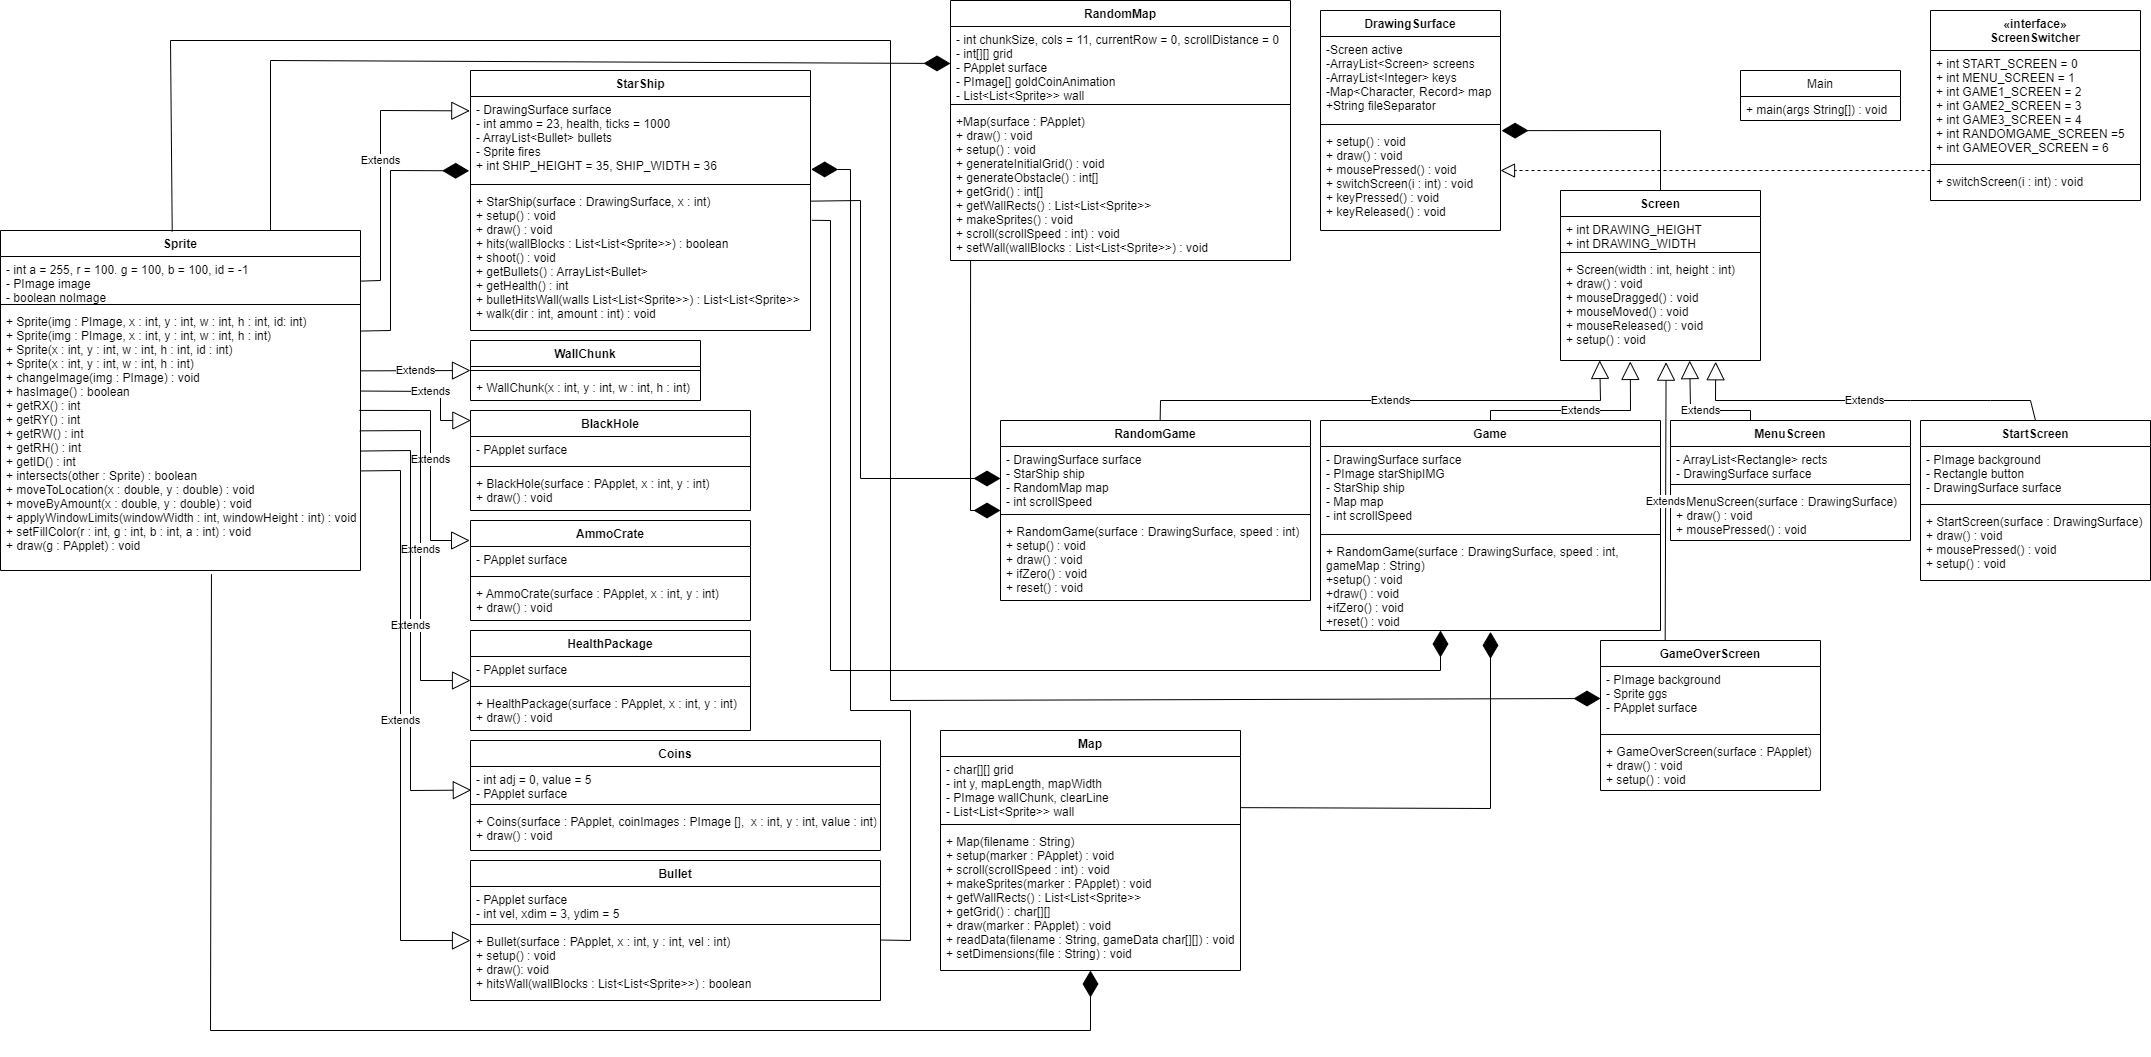 RandomMap
- int chunkSize, cols = 11, currentRow = 0, scrollDistance = 0
- int[][] grid
- PApplet surface
- PImage[] goldCoinAnimation
- List<List<Sprite>> wall
+Map(surface : PApplet)
+ draw() : void
+ setup() : void
+ generateInitialGrid() : void
+ generateObstacle() : int[]
+ getGrid() : int[]
+ getWallRects() : List<List<Sprite>>
+ makeSprites() : void
+ scroll(scrollSpeed : int) : void
+ setWall(wallBlocks : List<List<Sprite>>) : void
DrawingSurface
-Screen active
-ArrayList<Screen> screens
-ArrayList<Integer> keys
-Map<Character, Record> map
+String fileSeparator
+ setup() : void
+ draw() : void
+ mousePressed() : void
+ switchScreen(i : int) : void
+ keyPressed() : void
+ keyReleased() : void
Main
+ main(args String[]) : void
«interface»
ScreenSwitcher
+ int START_SCREEN = 0
+ int MENU_SCREEN = 1
+ int GAME1_SCREEN = 2
+ int GAME2_SCREEN = 3
+ int GAME3_SCREEN = 4
+ int RANDOMGAME_SCREEN =5
+ int GAMEOVER_SCREEN = 6
+ switchScreen(i : int) : void
StarShip
- DrawingSurface surface
- int ammo = 23, health, ticks = 1000
- ArrayList<Bullet> bullets
- Sprite fires
+ int SHIP_HEIGHT = 35, SHIP_WIDTH = 36
+ StarShip(surface : DrawingSurface, x : int)
+ setup() : void
+ draw() : void
+ hits(wallBlocks : List<List<Sprite>>) : boolean
+ shoot() : void
+ getBullets() : ArrayList<Bullet>
+ getHealth() : int
+ bulletHitsWall(walls List<List<Sprite>>) : List<List<Sprite>>
+ walk(dir : int, amount : int) : void
Screen
+ int DRAWING_HEIGHT
+ int DRAWING_WIDTH
+ Screen(width : int, height : int)
+ draw() : void
+ mouseDragged() : void
+ mouseMoved() : void
+ mouseReleased() : void
+ setup() : void
Sprite
- int a = 255, r = 100. g = 100, b = 100, id = -1
- PImage image
- boolean noImage
+ Sprite(img : PImage, x : int, y : int, w : int, h : int, id: int)
+ Sprite(img : PImage, x : int, y : int, w : int, h : int)
+ Sprite(x : int, y : int, w : int, h : int, id : int)
+ Sprite(x : int, y : int, w : int, h : int)
+ changeImage(img : PImage) : void
+ hasImage() : boolean
+ getRX() : int
+ getRY() : int
+ getRW() : int
+ getRH() : int
+ getID() : int
+ intersects(other : Sprite) : boolean
+ moveToLocation(x : double, y : double) : void
+ moveByAmount(x : double, y : double) : void
+ applyWindowLimits(windowWidth : int, windowHeight : int) : void
+ setFillColor(r : int, g : int, b : int, a : int) : void
+ draw(g : PApplet) : void
Extends
Extends
Extends
Extends
Extends
Extends
Extends
WallChunk
+ WallChunk(x : int, y : int, w : int, h : int)
BlackHole
- PApplet surface
+ BlackHole(surface : PApplet, x : int, y : int)
+ draw() : void
AmmoCrate
- PApplet surface
+ AmmoCrate(surface : PApplet, x : int, y : int)
+ draw() : void
HealthPackage
- PApplet surface
+ HealthPackage(surface : PApplet, x : int, y : int)
+ draw() : void
Coins
- int adj = 0, value = 5
- PApplet surface
+ Coins(surface : PApplet, coinImages : PImage [], x : int, y : int, value : int)
+ draw() : void
Bullet
- PApplet surface
- int vel, xdim = 3, ydim = 5
+ Bullet(surface : PApplet, x : int, y : int, vel : int)
+ setup() : void
+ draw(): void
+ hitsWall(wallBlocks : List<List<Sprite>>) : boolean
Extends
Extends
Extends
Extends
Extends
RandomGame
- DrawingSurface surface
- StarShip ship
- RandomMap map
- int scrollSpeed
+ RandomGame(surface : DrawingSurface, speed : int)
+ setup() : void
+ draw() : void
+ ifZero() : void
+ reset() : void
Game
- DrawingSurface surface
- PImage starShipIMG
- StarShip ship
- Map map
- int scrollSpeed
+ RandomGame(surface : DrawingSurface, speed : int,
gameMap : String)
+setup() : void
+draw() : void
+ifZero() : void
+reset() : void
MenuScreen
- ArrayList<Rectangle> rects
- DrawingSurface surface
+ MenuScreen(surface : DrawingSurface)
+ draw() : void
+ mousePressed() : void
StartScreen
- PImage background
- Rectangle button
- DrawingSurface surface
+ StartScreen(surface : DrawingSurface)
+ draw() : void
+ mousePressed() : void
+ setup() : void
GameOverScreen
- PImage background
- Sprite ggs
- PApplet surface
+ GameOverScreen(surface : PApplet)
+ draw() : void
+ setup() : void
Map
- char[][] grid
- int y, mapLength, mapWidth
- PImage wallChunk, clearLine
- List<List<Sprite>> wall
+ Map(filename : String)
+ setup(marker : PApplet) : void
+ scroll(scrollSpeed : int) : void
+ makeSprites(marker : PApplet) : void
+ getWallRects() : List<List<Sprite>>
+ getGrid() : char[][]
+ draw(marker : PApplet) : void
+ readData(filename : String, gameData char[][]) : void
+ setDimensions(file : String) : void